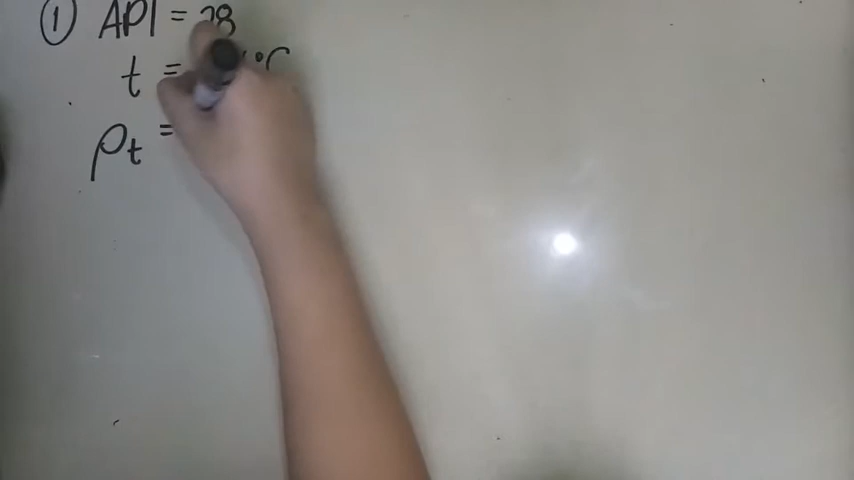 ① API = 28
t = °C
ρt =